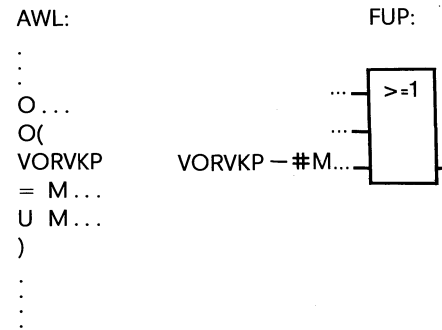 AWL:
.
.
.
O...
O(
VORVKP
= M...
U M...
)
.
.
.
.
FUP:
...
>=1
...
VORVKP – #M...